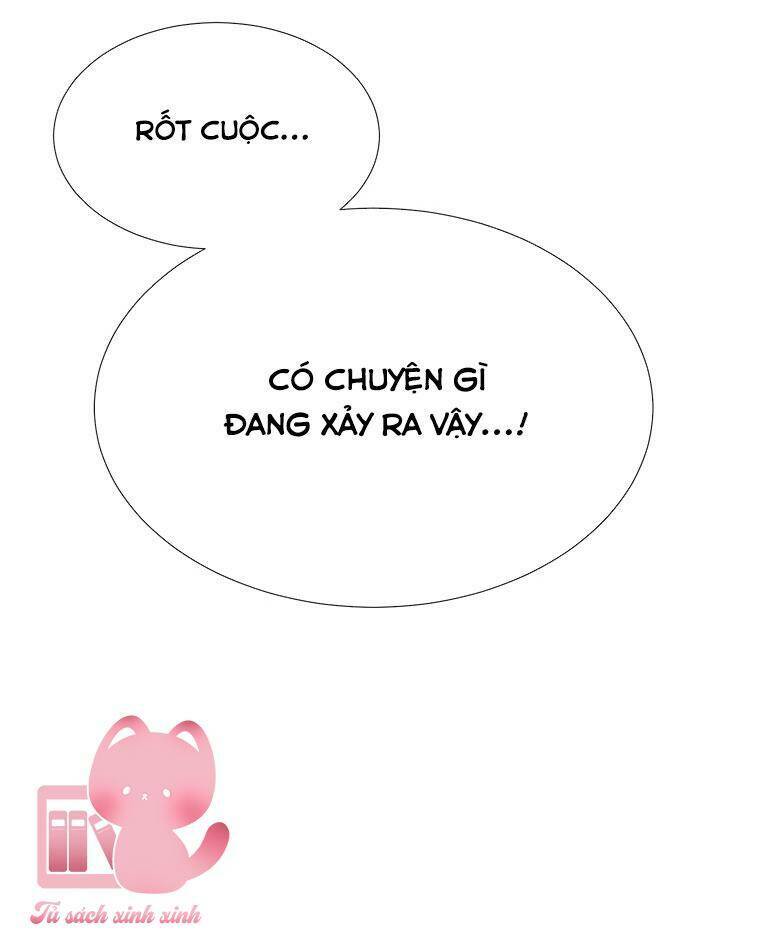 RỐT CUỘC...
CÓ CHUYỆN GÌ
ĐANG XẢY RA VẬY...!
Tủ sách xinh xinh